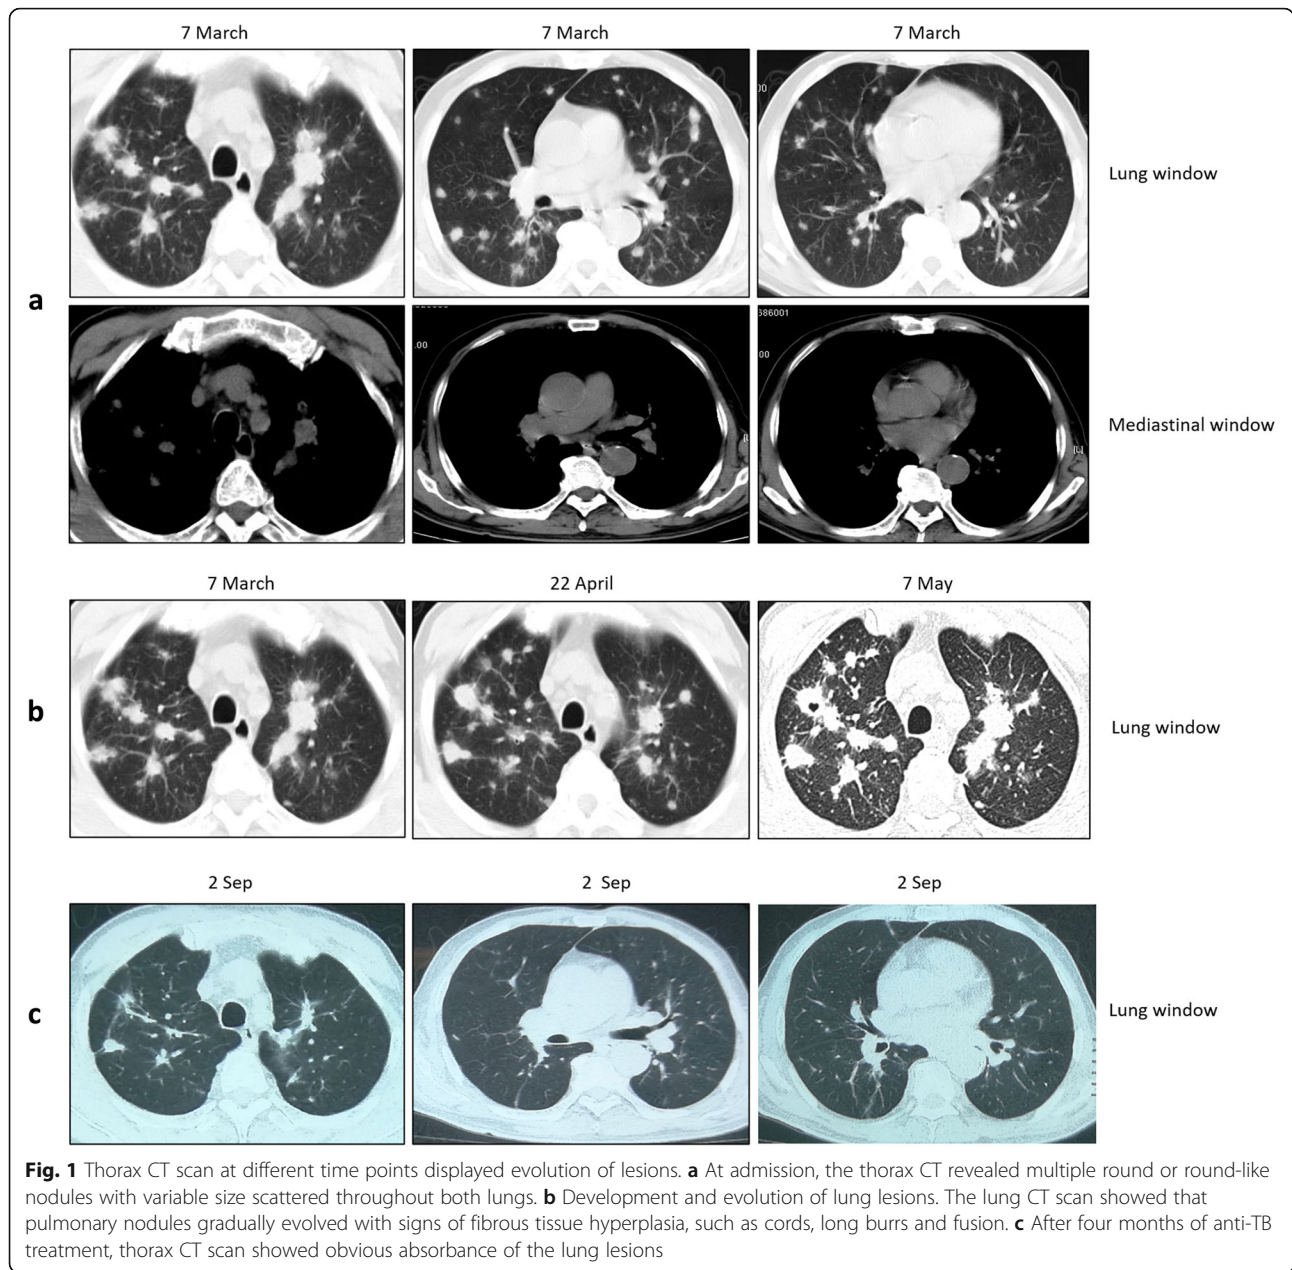 7 March 7 March 7 March
00
Lung window
a
386001
.00
00
[L]
Mediastinal window
7 March 22 April 7 May
b
Lung window
2 Sep 2 Sep 2 Sep
c
Lung window
Fig. 1 Thorax CT scan at different time points displayed evolution of lesions. a At admission, the thorax CT revealed multiple round or round-like
nodules with variable size scattered throughout both lungs. b Development and evolution of lung lesions. The lung CT scan showed that
pulmonary nodules gradually evolved with signs of fibrous tissue hyperplasia, such as cords, long burrs and fusion. c After four months of anti-TB
treatment, thorax CT scan showed obvious absorbance of the lung lesions